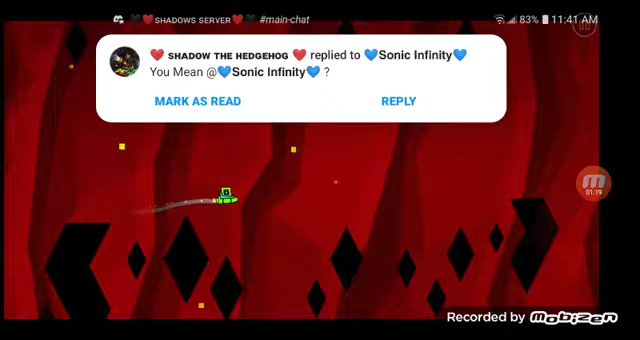 🖤❤️SHADOWS SERVER❤️🖤 #main-chat
83% 11:41 AM
❤️ SHADOW THE HEDGEHOG ❤️ replied to 💙Sonic Infinity💙
You Mean @💙Sonic Infinity💙 ?
MARK AS READ REPLY
01:19
Recorded by Mobizen